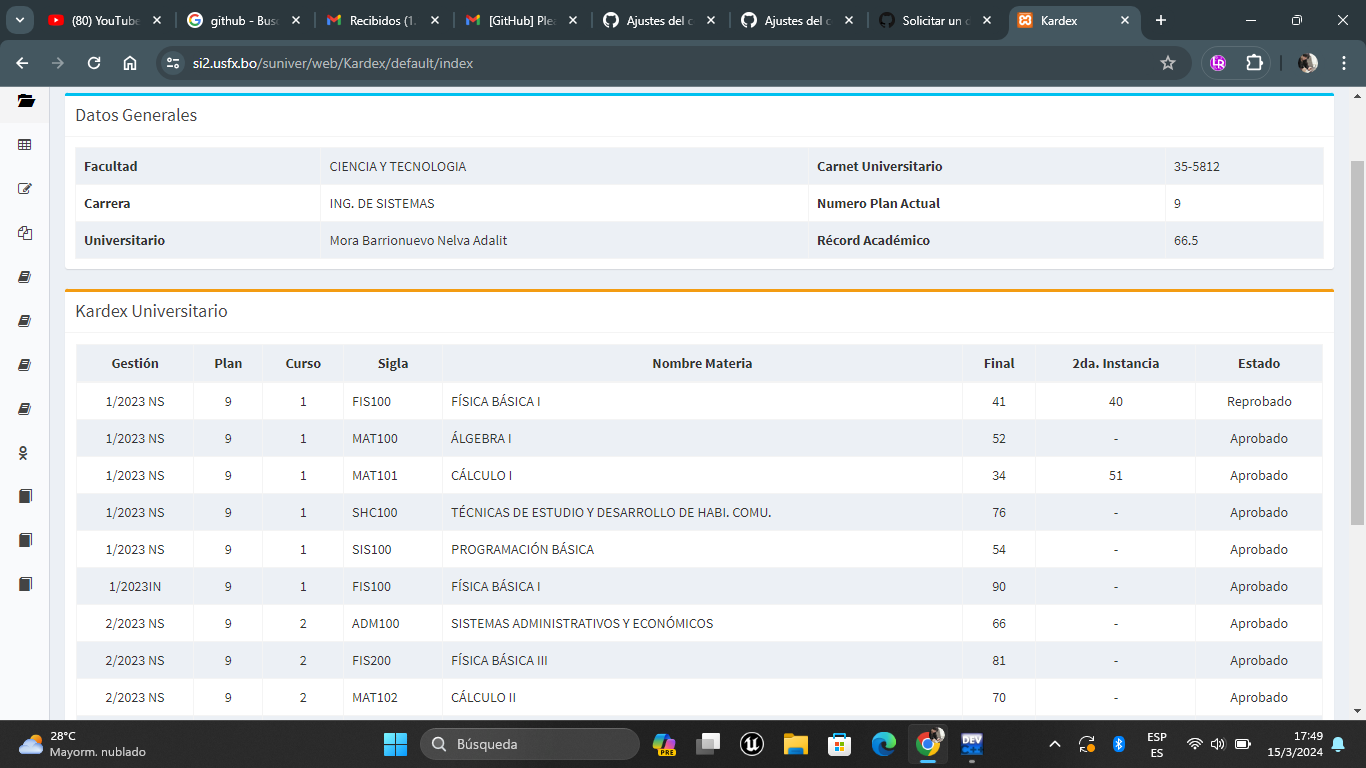 (80) YouTube
github - Bus
Recibidos (1.
[GitHub] Ple
Ajustes del c
Ajustes del c
Solicitar un c
Kardex
si2.usfx.bo/suniver/web/Kardex/default/index
Datos Generales
Facultad CIENCIA Y TECNOLOGIA Carnet Universitario 35-5812
Carrera ING. DE SISTEMAS Numero Plan Actual 9
Universitario Mora Barrionuevo Nelva Adalit Récord Académico 66.5
Kardex Universitario
Gestión Plan Curso Sigla Nombre Materia Final 2da. Instancia Estado
1/2023 NS 9 1 FIS100 FÍSICA BÁSICA I 41 40 Reprobado
1/2023 NS 9 1 MAT100 ÁLGEBRA I 52 - Aprobado
1/2023 NS 9 1 MAT101 CÁLCULO I 34 51 Aprobado
1/2023 NS 9 1 SHC100 TÉCNICAS DE ESTUDIO Y DESARROLLO DE HABI. COMU. 76 - Aprobado
1/2023 NS 9 1 SIS100 PROGRAMACIÓN BÁSICA 54 - Aprobado
1/2023IN 9 1 FIS100 FÍSICA BÁSICA I 90 - Aprobado
2/2023 NS 9 2 ADM100 SISTEMAS ADMINISTRATIVOS Y ECONÓMICOS 66 - Aprobado
2/2023 NS 9 2 FIS200 FÍSICA BÁSICA III 81 - Aprobado
2/2023 NS 9 2 MAT102 CÁLCULO II 70 - Aprobado
28°C
Mayorm. nublado
Búsqueda
PRE
DEV
ESP
ES
17:49
15/3/2024